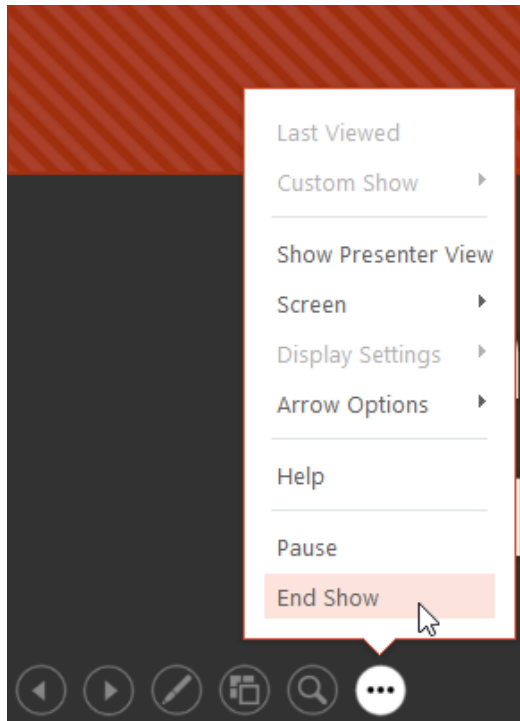 Last Viewed
Custom Show
Show Presenter View
Screen
Display Settings
Arrow Options
Help
Pause
End Show